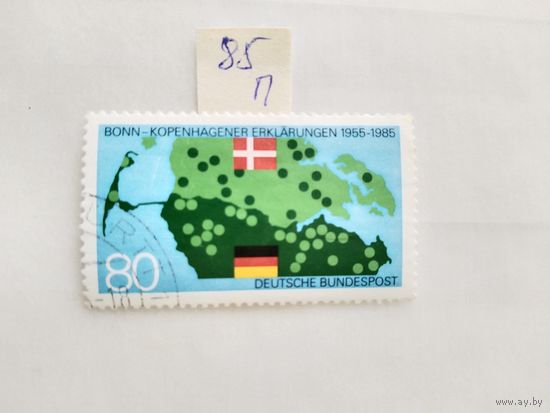 85
П
BONN – KOPENHAGENER ERKLÄRUNGEN 1955-1985
80
DEUTSCHE BUNDESPOST
www.ay.by